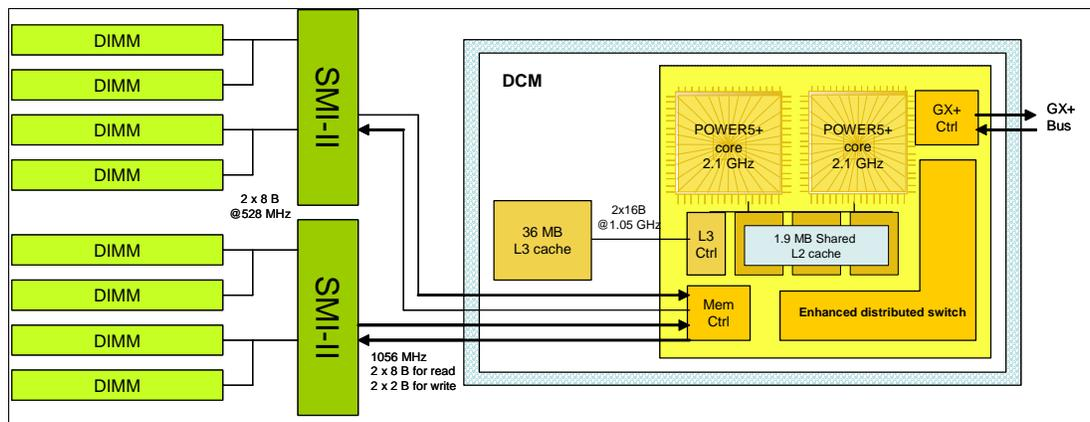 DIMM
DIMM
DIMM
DIMM
SMI-II
2 x 8 B
@528 MHz
DIMM
DIMM
DIMM
DIMM
SMI-II
1056 MHz
2 x 8 B for read
2 x 2 B for write
DCM
POWER5+
core
2.1 GHz
POWER5+
core
2.1 GHz
GX+
Ctrl
GX+
Bus
36 MB
L3 cache
2x16B
@1.05 GHz
L3
Ctrl
1.9 MB Shared
L2 cache
Mem
Ctrl
Enhanced distributed switch